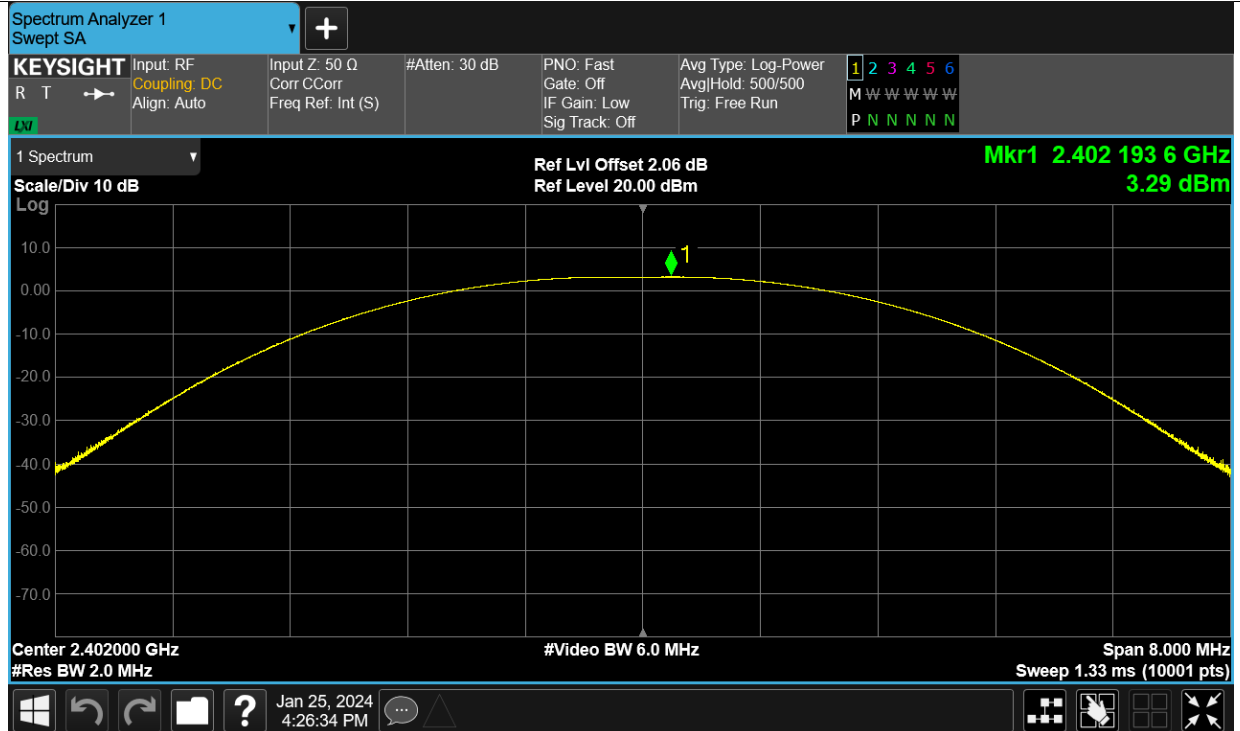 Spectrum Analyzer 1
Swept SA
+
KEYSIGHT
R T
LXI
Input: RF
Coupling: DC
Align: Auto
Input Z: 50 Ω
Corr CCorr
Freq Ref: Int (S)
#Atten: 30 dB
PNO: Fast
Gate: Off
IF Gain: Low
Sig Track: Off
Avg Type: Log-Power
Avg|Hold: 500/500
Trig: Free Run
1 2 3 4 5 6
M W W W W W
P N N N N N
1 Spectrum
Scale/Div 10 dB
Log
Ref Lvl Offset 2.06 dB
Ref Level 20.00 dBm
Mkr1 2.402 193 6 GHz
3.29 dBm
1
10.0
0.00
-10.0
-20.0
-30.0
-40.0
-50.0
-60.0
-70.0
Center 2.402000 GHz
#Res BW 2.0 MHz
#Video BW 6.0 MHz
Span 8.000 MHz
Sweep 1.33 ms (10001 pts)
?
Jan 25, 2024
4:26:34 PM